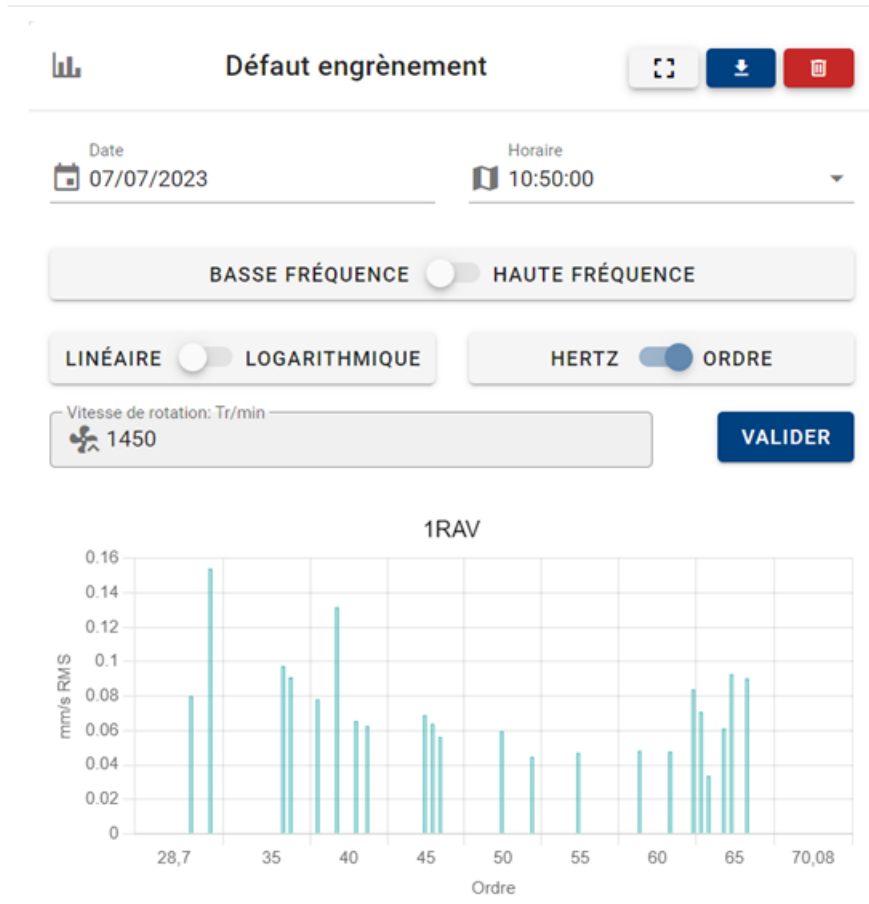 Défaut engrènement
Date
07/07/2023
Horaire
10:50:00
BASSE FRÉQUENCE HAUTE FRÉQUENCE
LINÉAIRE LOGARITHMIQUE
HERTZ ORDRE
Vitesse de rotation: Tr/min
1450
VALIDER
1RAV
mm/s RMS
0.16
0.14
0.12
0.1
0.08
0.06
0.04
0.02
0
28,7 35 40 45 50 55 60 65 70,08
Ordre